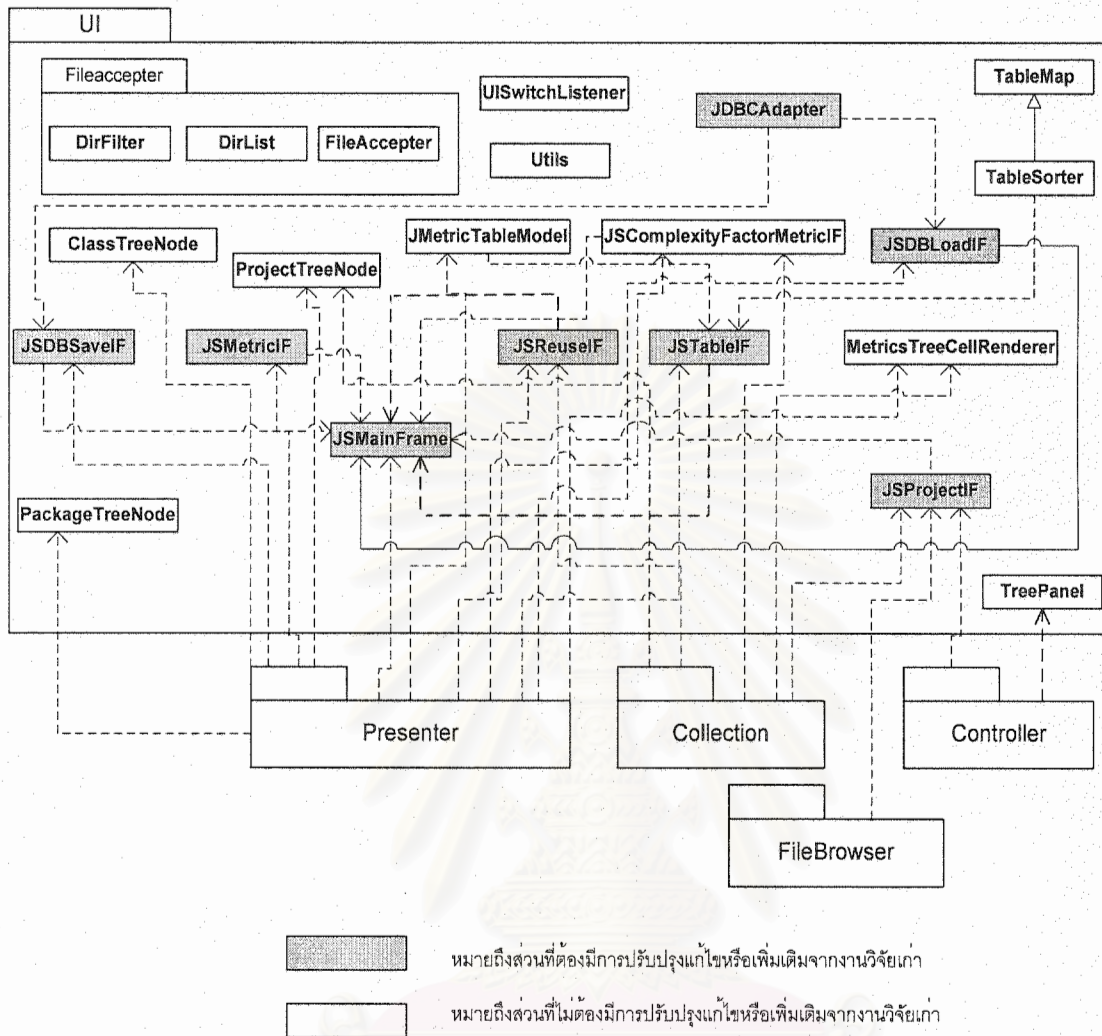 UI
Fileaccepter
DirFilter
DirList
FileAccepter
UISwitchListener
Utils
JDBCAdapter
TableMap
TableSorter
ClassTreeNode
ProjectTreeNode
JMetricTableModel
JSComplexityFactorMetricIF
JSDBLoadIF
JSDBSaveIF
JSMetricIF
JSReuseIF
JSTableIF
MetricsTreeCellRenderer
JSMainFrame
JSProjectIF
PackageTreeNode
TreePanel
Presenter
Collection
Controller
FileBrowser
หมายถึงส่วนที่ต้องมีการปรับปรุงแก้ไขหรือเพิ่มเติมจากงานวิจัยเก่า
หมายถึงส่วนที่ไม่ต้องมีการปรับปรุงแก้ไขหรือเพิ่มเติมจากงานวิจัยเก่า